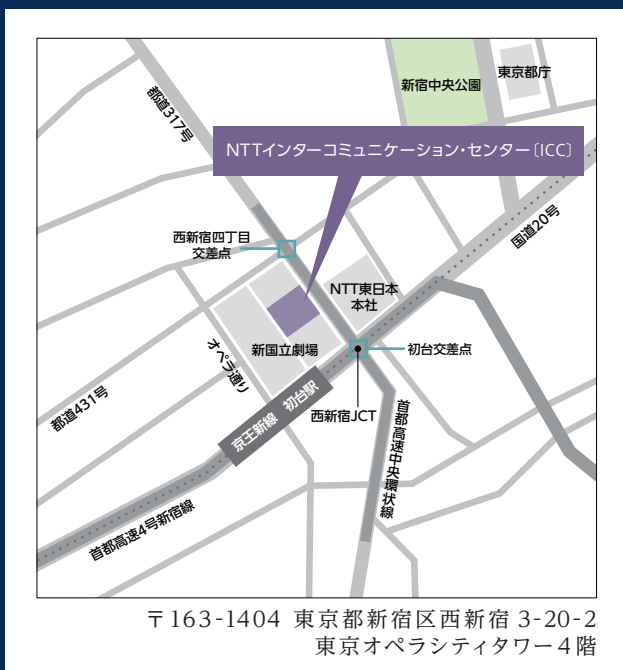 東京都庁
新宿中央公園
都道317号
NTTインターコミュニケーション・センター〔ICC〕
国道20号
西新宿四丁目
交差点
NTT東日本
本社
新国立劇場
初台交差点
オペラ通り
都道431号
京王新線 初台駅
西新宿JCT
首都高速中央環状線
首都高速4号新宿線
〒163-1404 東京都新宿区西新宿 3-20-2
東京オペラシティタワー4階